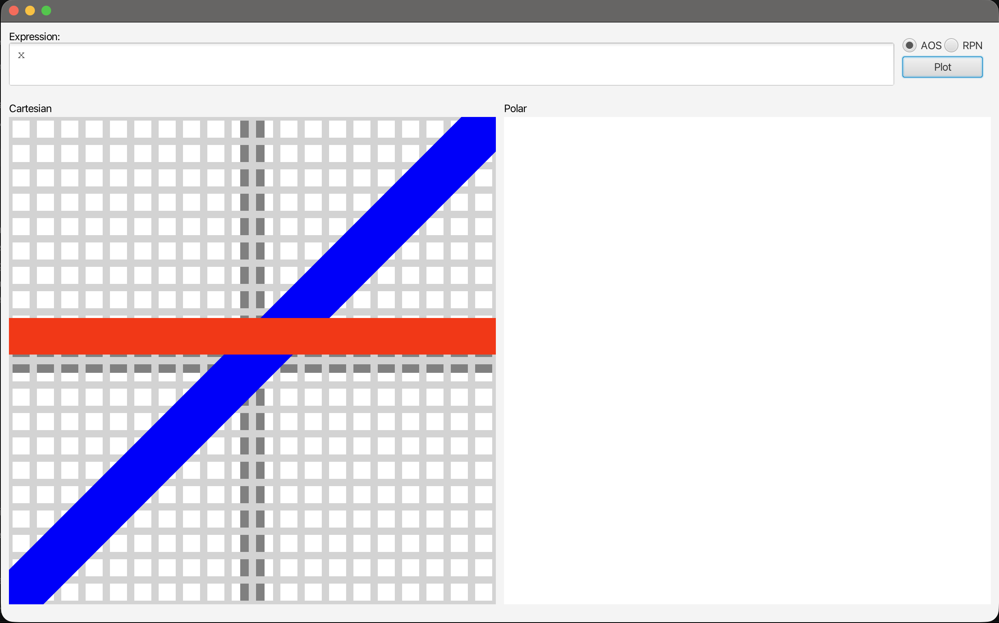 Expression:
x
AOS RPN
Plot
Cartesian
Polar